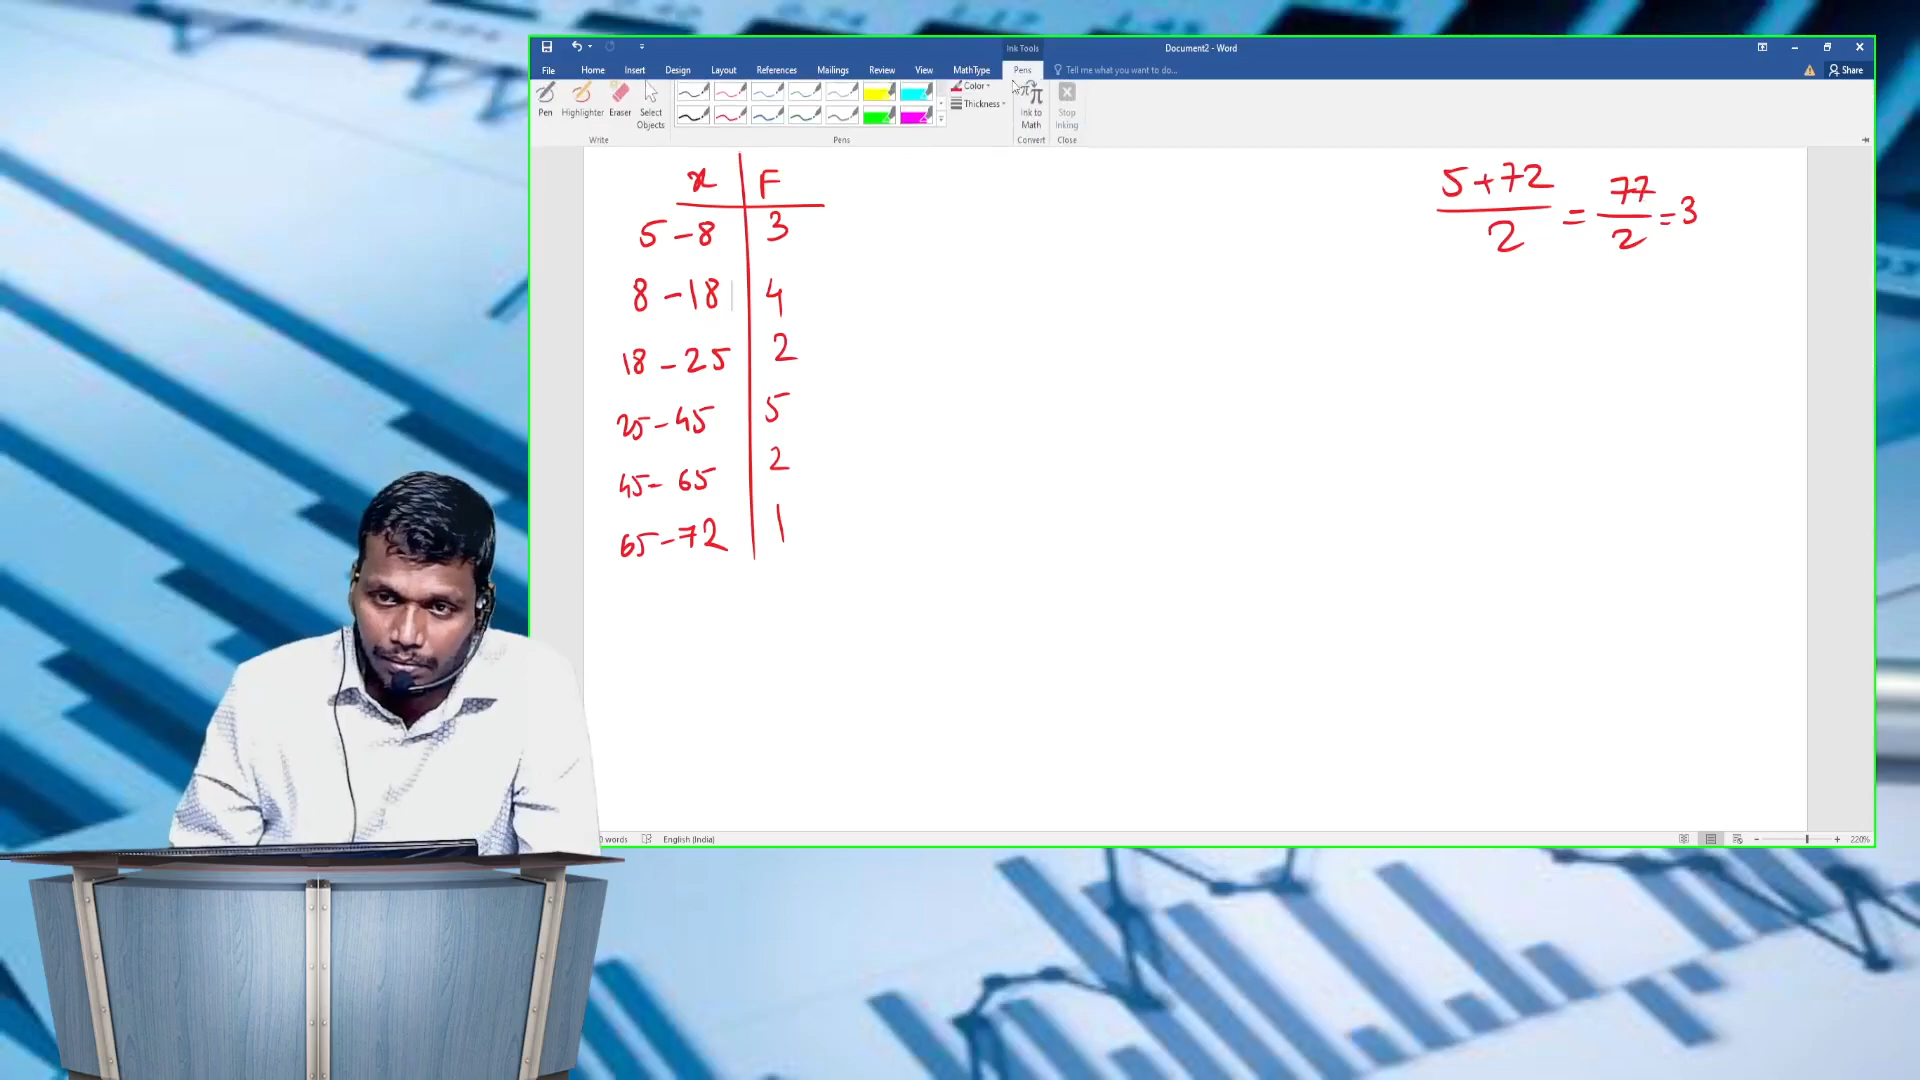 Ink Tools
Document2 - Word
File Home Insert Design Layout References Mailings Review View MathType Pens Tell me what you want to do... Share
Pen Highlighter Eraser Select Objects
Color
Thickness
Ink to Math
Stop Inking
Write Pens Convert Close
x F
5-8 3
8-18 4
18-25 2
25-45 5
45-65 2
65-72 1
5+72/2 = 77/2 = 3
0 words English (India) 220%